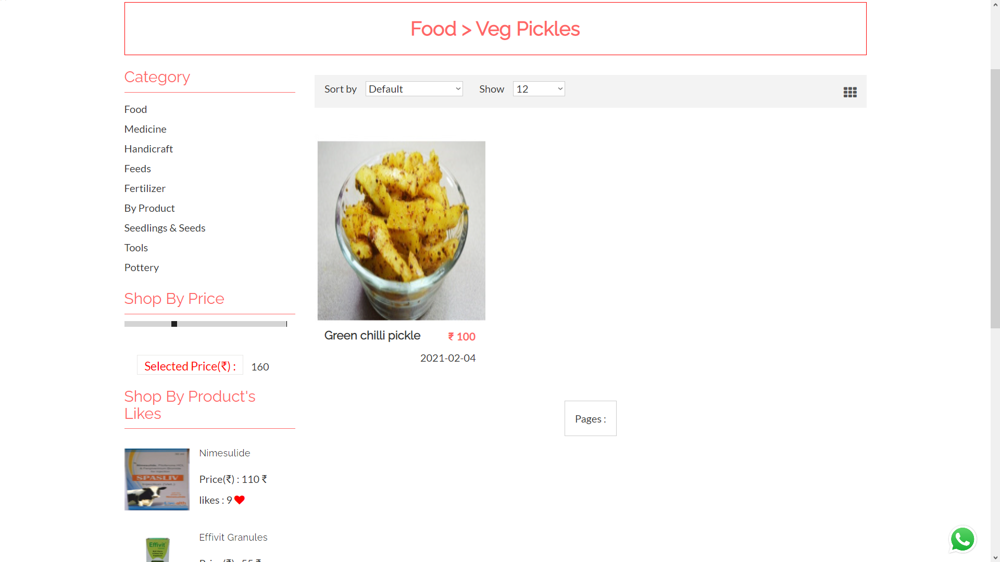 Food > Veg Pickles
Category
Food
Medicine
Handicraft
Feeds
Fertilizer
By Product
Seedlings & Seeds
Tools
Pottery
Shop By Price
Selected Price(₹) : 160
Shop By Product's
Likes
Nimesulide
Price(₹) : 110 ₹
likes : 9
SPASLIV
Effivit Granules
Effivit
Sort by Default Show 12
Green chilli pickle ₹ 100
2021-02-04
Pages :